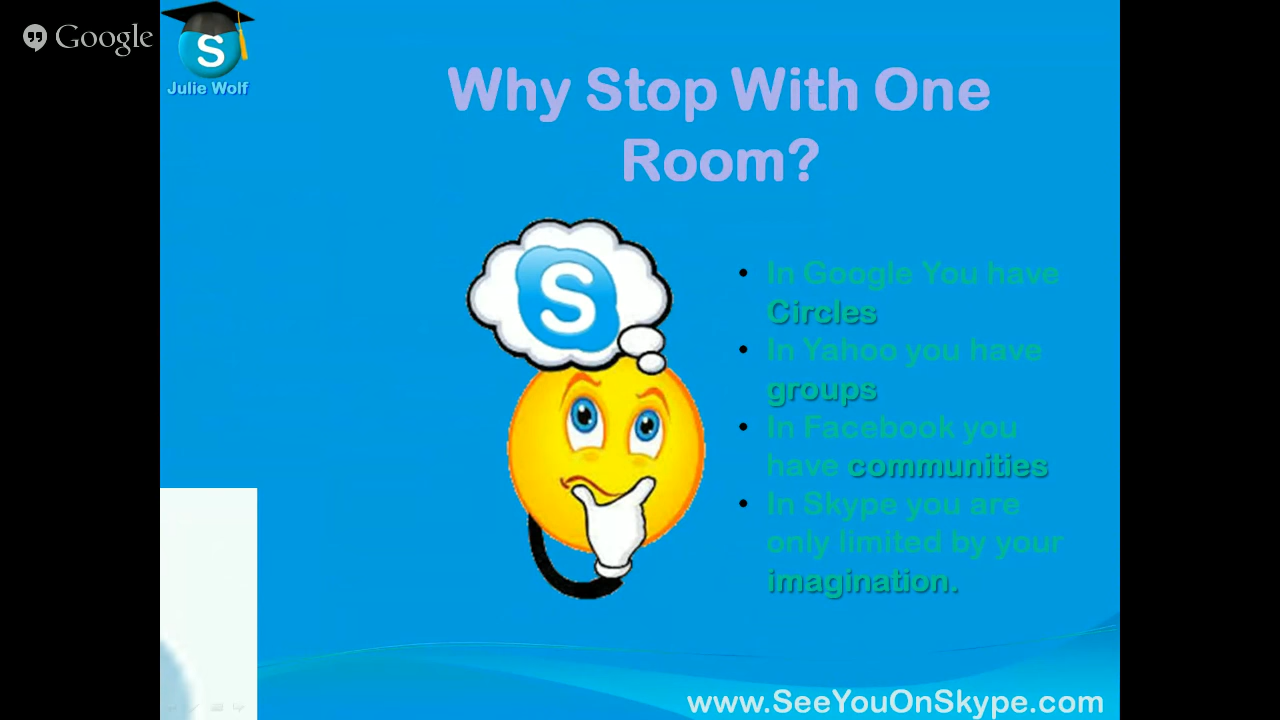 Google
S
Julie Wolf
Why Stop With One
Room?
S
• In Google You have
Circles
• In Yahoo you have
groups
• In Facebook you
have communities
• In Skype you are
only limited by your
imagination.
www.SeeYouOnSkype.com